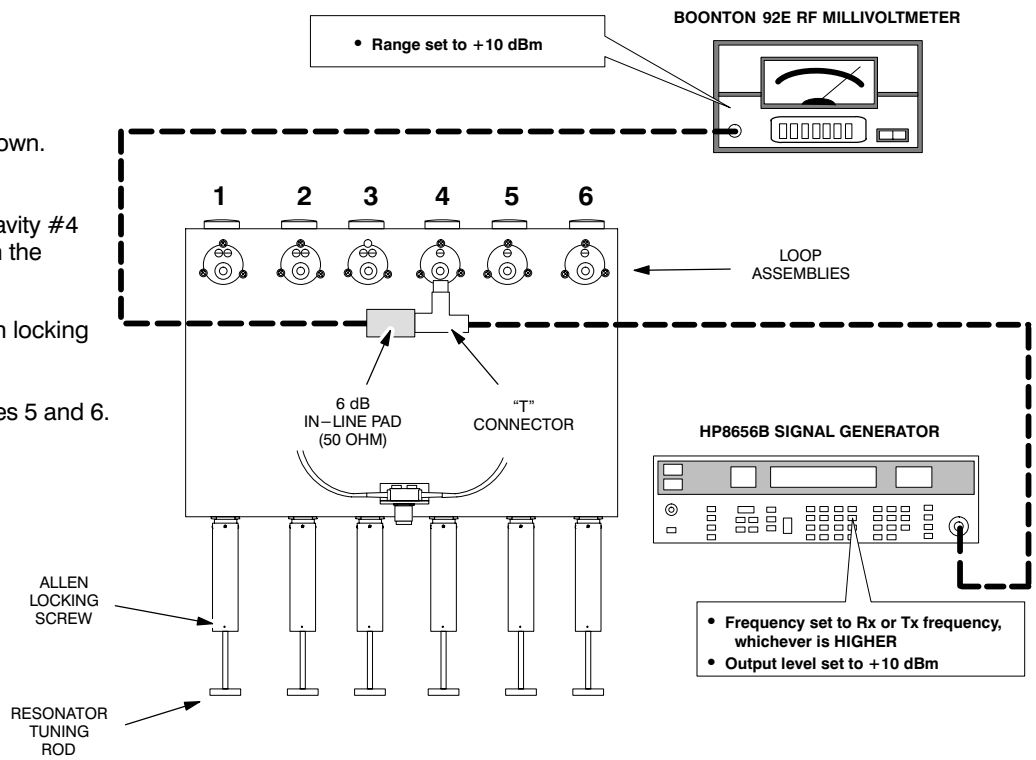 BOONTON 92E RF MILLIVOLTMETER
• Range set to +10 dBm
own.
1 2 3 4 5 6
avity #4
n the
LOOP
ASSEMBLIES
n locking
es 5 and 6.
6 dB
IN–LINE PAD
(50 OHM)
“T”
CONNECTOR
HP8656B SIGNAL GENERATOR
ALLEN
LOCKING
SCREW
• Frequency set to Rx or Tx frequency,
whichever is HIGHER
• Output level set to +10 dBm
RESONATOR
TUNING
ROD